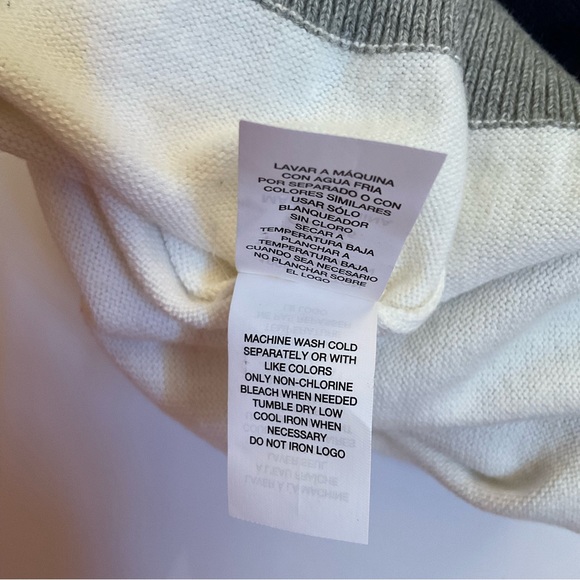 LAVAR A MÁQUINA
CON AGUA FRIA
POR SEPARADO O CON
COLORES SIMILARES
USAR SÓLO
BLANQUEADOR
SIN CLORO
SECAR A
TEMPERATURA BAJA
PLANCHAR A
TEMPERATURA BAJA
CUANDO SEA NECESARIO
NO PLANCHAR SOBRE
EL LOGO
MACHINE WASH COLD
SEPARATELY OR WITH
LIKE COLORS
ONLY NON-CHLORINE
BLEACH WHEN NEEDED
TUMBLE DRY LOW
COOL IRON WHEN
NECESSARY
DO NOT IRON LOGO